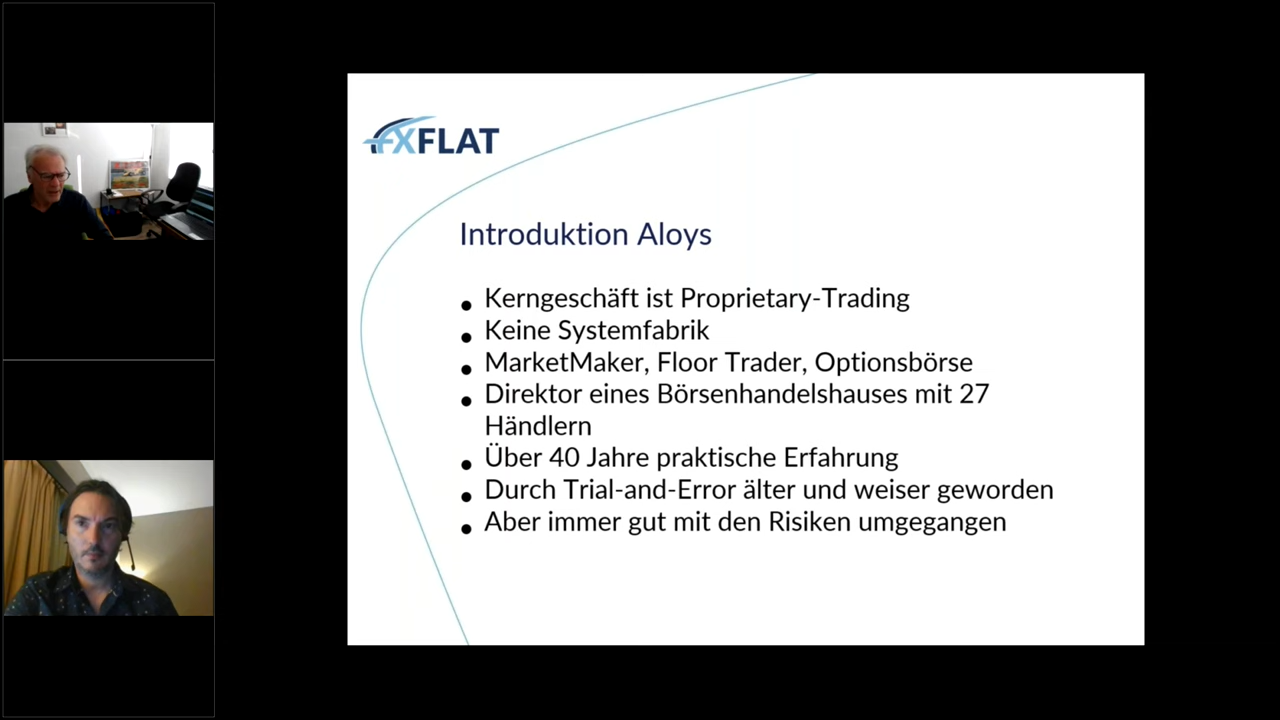 FXFLAT
Introduktion Aloys
Kerngeschäft ist Proprietary-Trading
Keine Systemfabrik
MarketMaker, Floor Trader, Optionsbörse
Direktor eines Börsenhandelshauses mit 27
Händlern
Über 40 Jahre praktische Erfahrung
Durch Trial-and-Error älter und weiser geworden
Aber immer gut mit den Risiken umgegangen